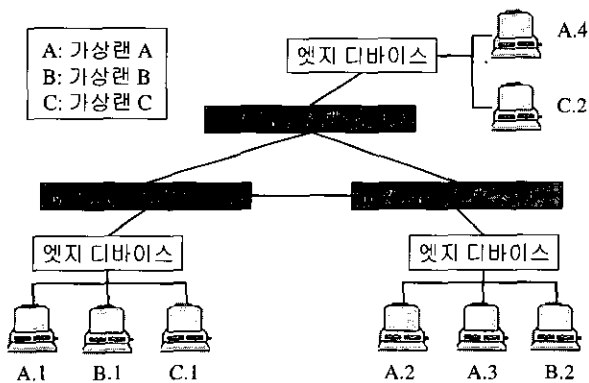 A: 가상랜 A
B: 가상랜 B
C: 가상랜 C
엣지 디바이스
A.4
C.2
엣지 디바이스
엣지 디바이스
A.1
B.1
C.1
A.2
A.3
B.2